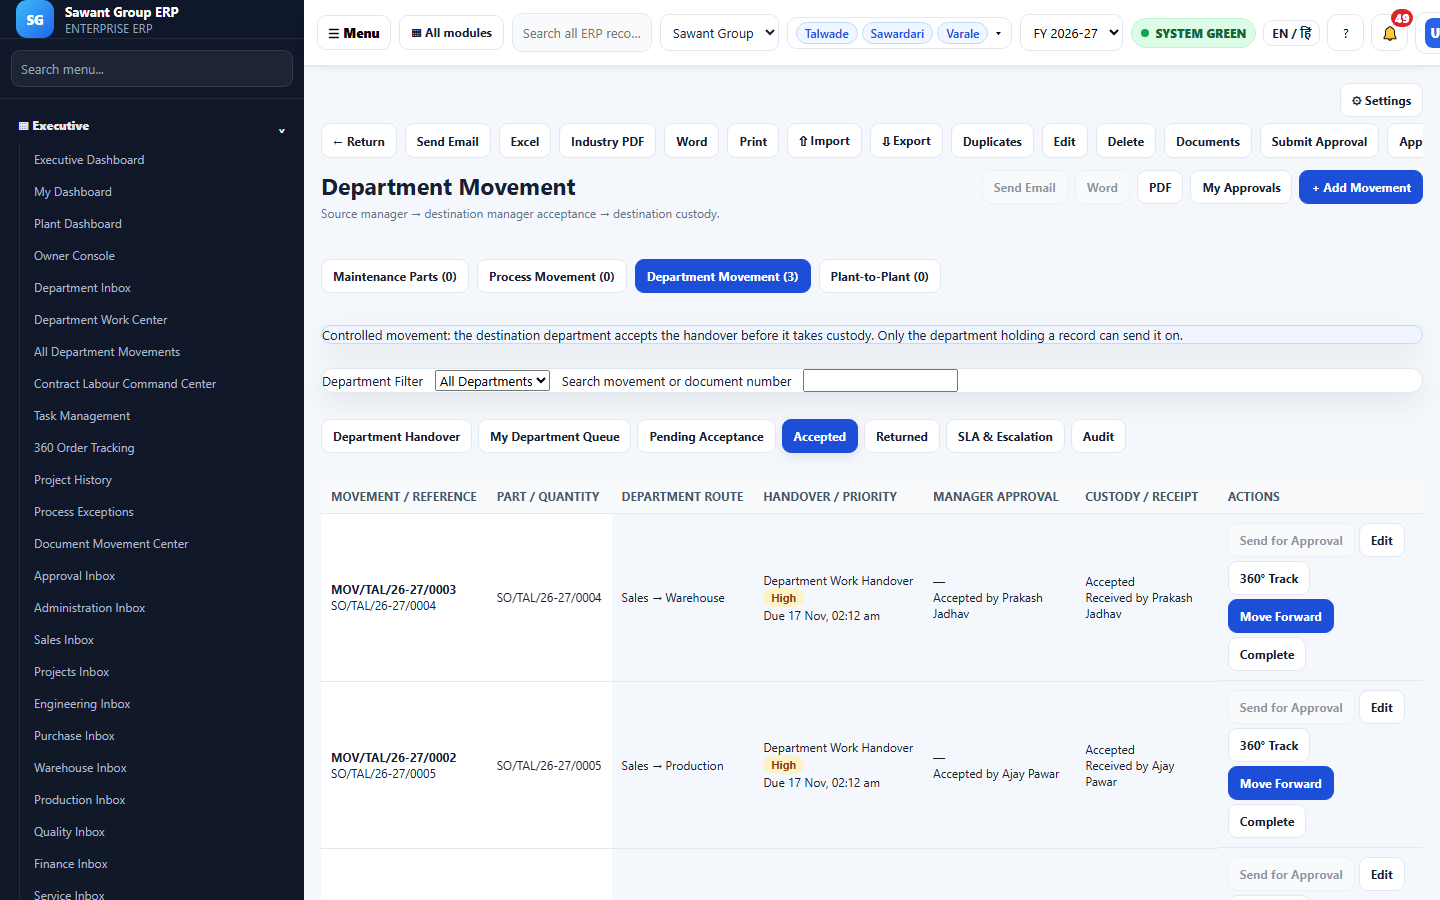 SG
Sawant Group ERP
ENTERPRISE ERP
Search menu...
Executive
Executive Dashboard
My Dashboard
Plant Dashboard
Owner Console
Department Inbox
Department Work Center
All Department Movements
Contract Labour Command Center
Task Management
360 Order Tracking
Project History
Process Exceptions
Document Movement Center
Approval Inbox
Administration Inbox
Sales Inbox
Projects Inbox
Engineering Inbox
Purchase Inbox
Warehouse Inbox
Production Inbox
Quality Inbox
Finance Inbox
Service Inbox
☰ Menu
All modules
Search all ERP reco...
Sawant Group
Talwade Sawardari Varale
FY 2026-27
SYSTEM GREEN
EN / हिं
?
49
U
⚙ Settings
← Return
Send Email
Excel
Industry PDF
Word
Print
⇧ Import
⇩ Export
Duplicates
Edit
Delete
Documents
Submit Approval
App
Department Movement
Send Email
Word
PDF
My Approvals
+ Add Movement
Source manager → destination manager acceptance → destination custody.
Maintenance Parts (0)
Process Movement (0)
Department Movement (3)
Plant-to-Plant (0)
Controlled movement: the destination department accepts the handover before it takes custody. Only the department holding a record can send it on.
Department Filter All Departments Search movement or document number
Department Handover
My Department Queue
Pending Acceptance
Accepted
Returned
SLA & Escalation
Audit
MOVEMENT / REFERENCE PART / QUANTITY DEPARTMENT ROUTE HANDOVER / PRIORITY MANAGER APPROVAL CUSTODY / RECEIPT ACTIONS
MOV/TAL/26-27/0003
SO/TAL/26-27/0004
SO/TAL/26-27/0004
Sales → Warehouse
Department Work Handover
High
Due 17 Nov, 02:12 am
—
Accepted by Prakash
Jadhav
Accepted
Received by Prakash
Jadhav
Send for Approval
Edit
360° Track
Move Forward
Complete
MOV/TAL/26-27/0002
SO/TAL/26-27/0005
SO/TAL/26-27/0005
Sales → Production
Department Work Handover
High
Due 17 Nov, 02:12 am
—
Accepted by Ajay Pawar
Accepted
Received by Ajay
Pawar
Send for Approval
Edit
360° Track
Move Forward
Complete
Send for Approval
Edit